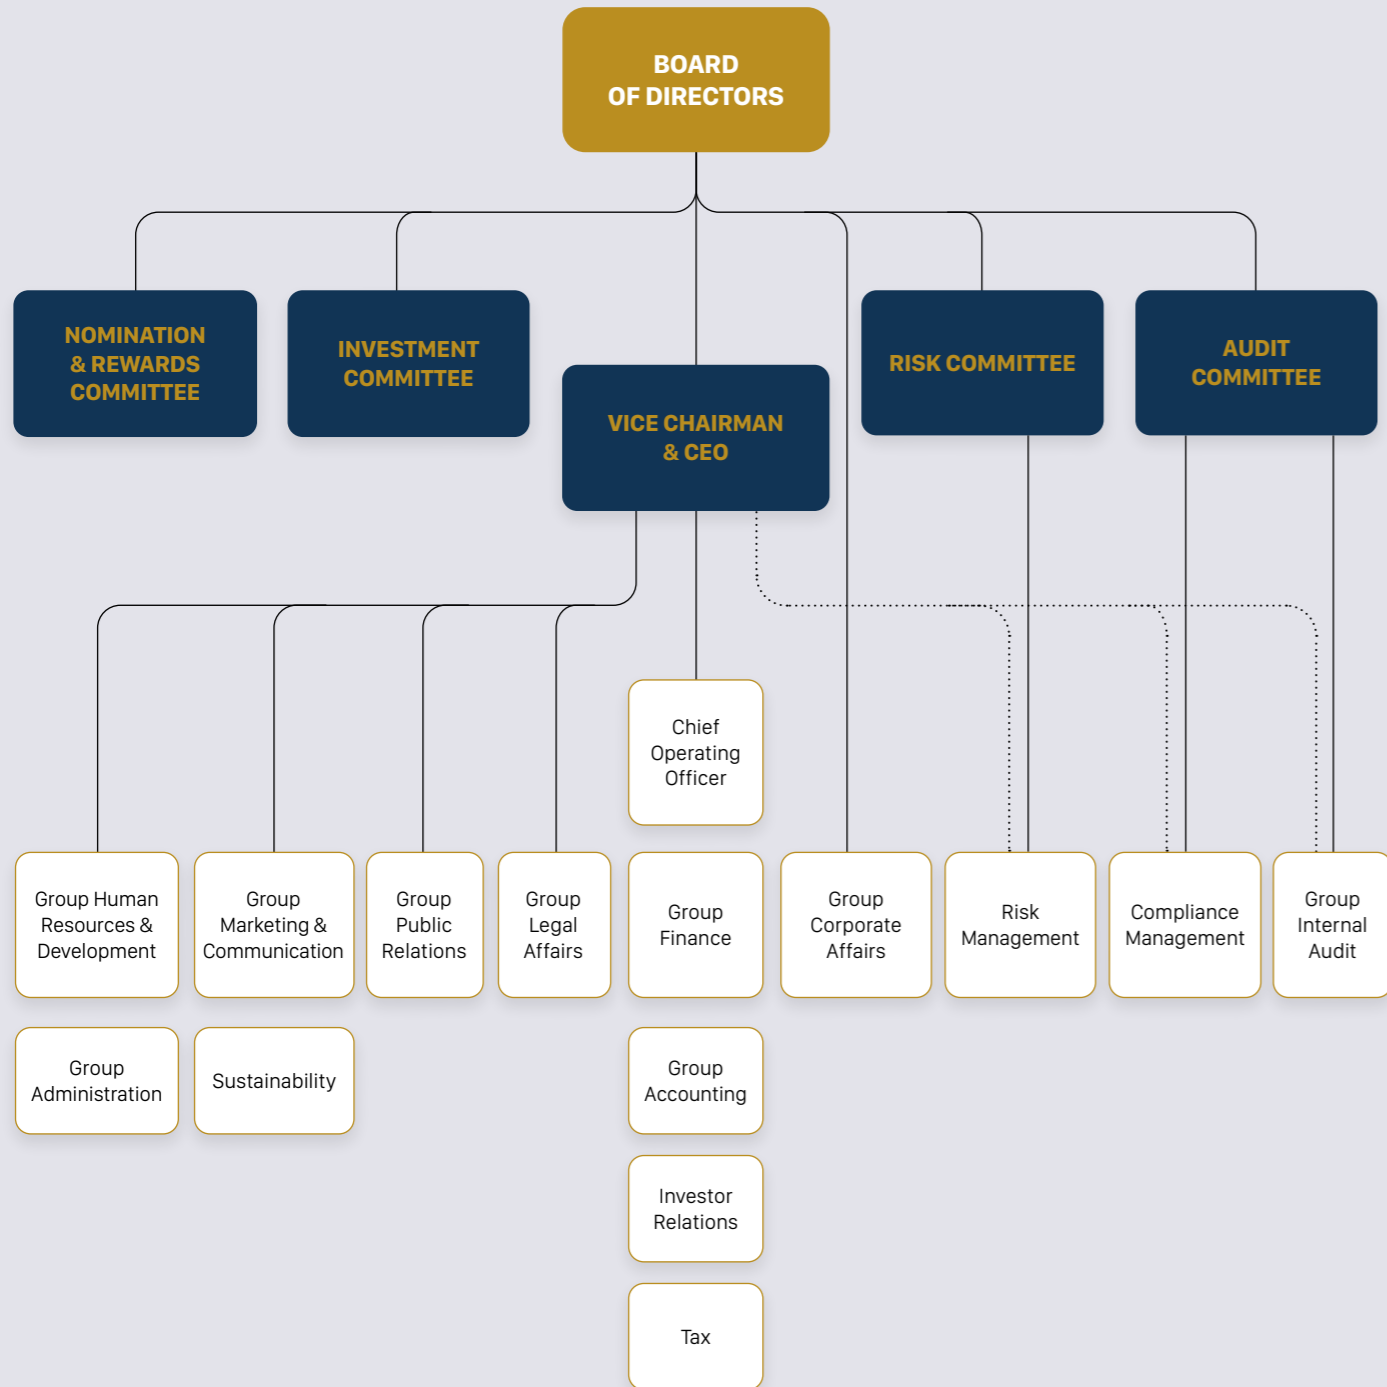 BOARD
OF DIRECTORS
NOMINATION
& REWARDS
COMMITTEE
INVESTMENT
COMMITTEE
VICE CHAIRMAN
& CEO
RISK COMMITTEE
AUDIT
COMMITTEE
Chief
Operating
Officer
Group Human
Resources &
Development
Group
Marketing &
Communication
Group
Public
Relations
Group
Legal
Affairs
Group
Finance
Group
Corporate
Affairs
Risk
Management
Compliance
Management
Group
Internal
Audit
Group
Administration
Sustainability
Group
Accounting
Investor
Relations
Tax